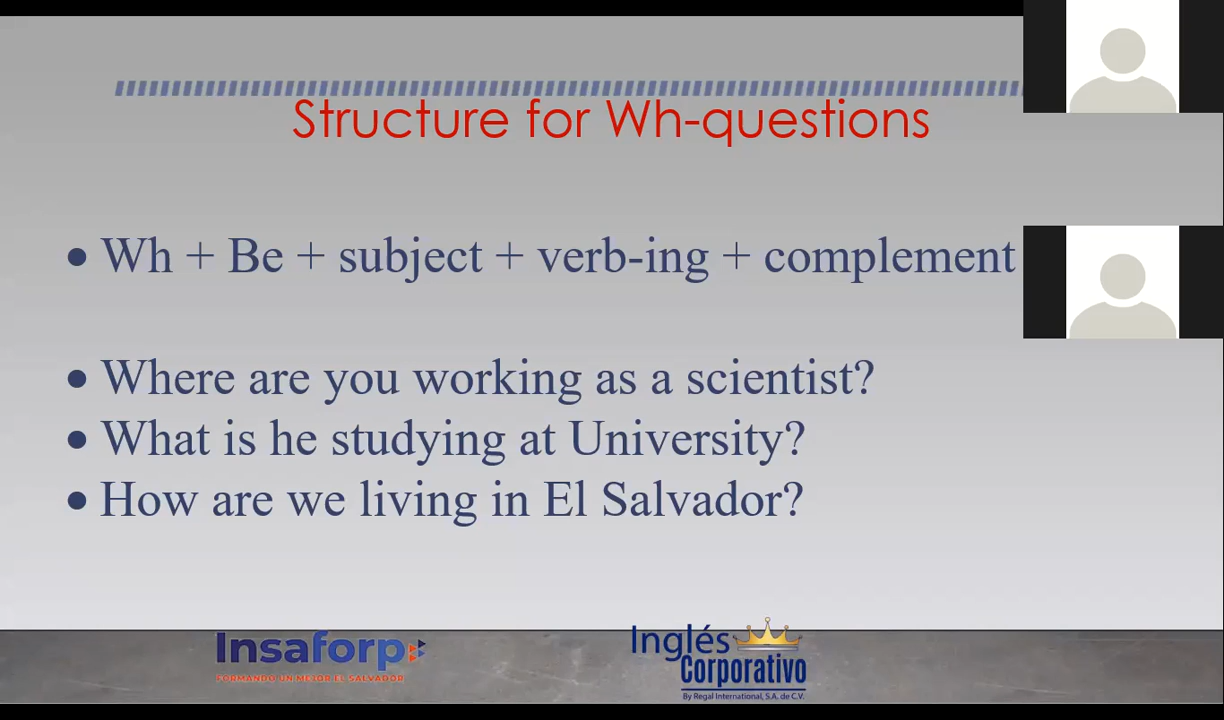 Structure for Wh-questions
• Wh + Be + subject + verb-ing + complement
• Where are you working as a scientist?
• What is he studying at University?
• How are we living in El Salvador?
Insaforp
FORMANDO UN MEJOR EL SALVADOR
Inglés
Corporativo
By Regal International, S.A. de C.V.